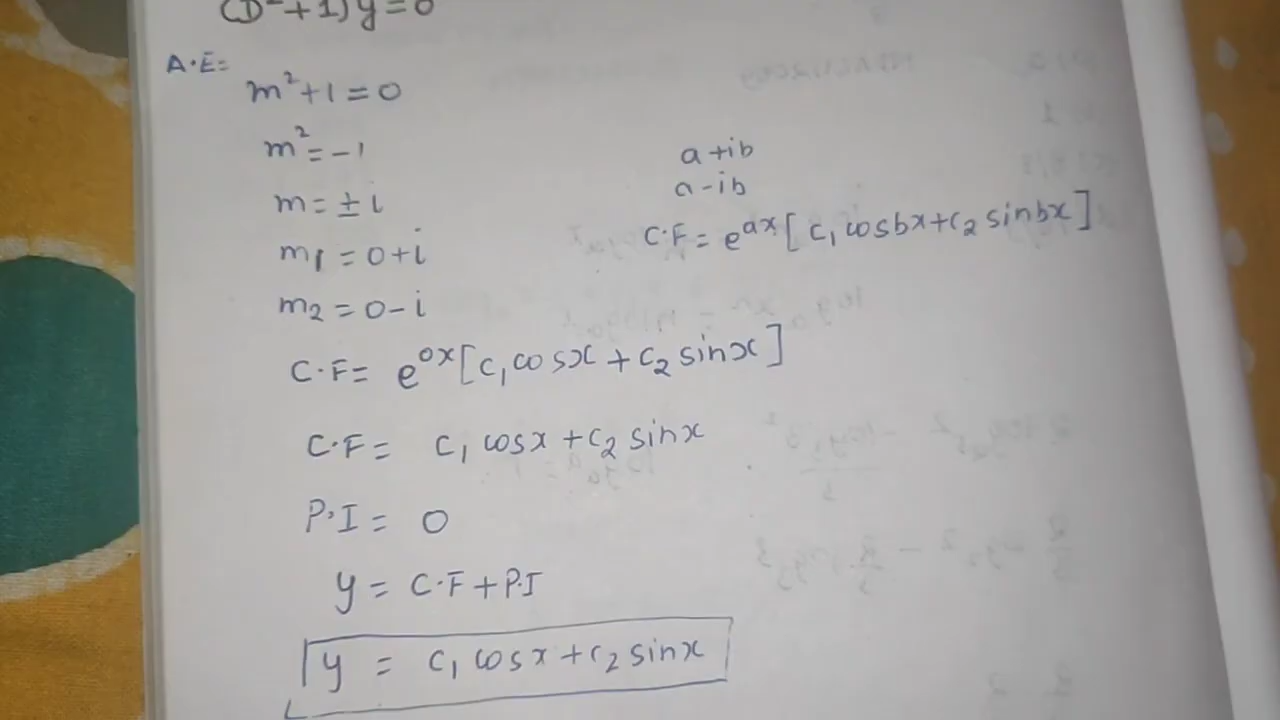 (D²+1)y=0
A.E=
m²+1=0
m²=-1
m=±i
m₁=0+i
m₂=0-i
a+ib
a-ib
C.F=e^{ax}[c₁cosbx+c₂sinbx]
C.F=e^{0x}[c₁cosx+c₂sinx]
C.F=c₁cosx+c₂sinx
P.I=0
y=C.F+P.I
y=c₁cosx+c₂sinx